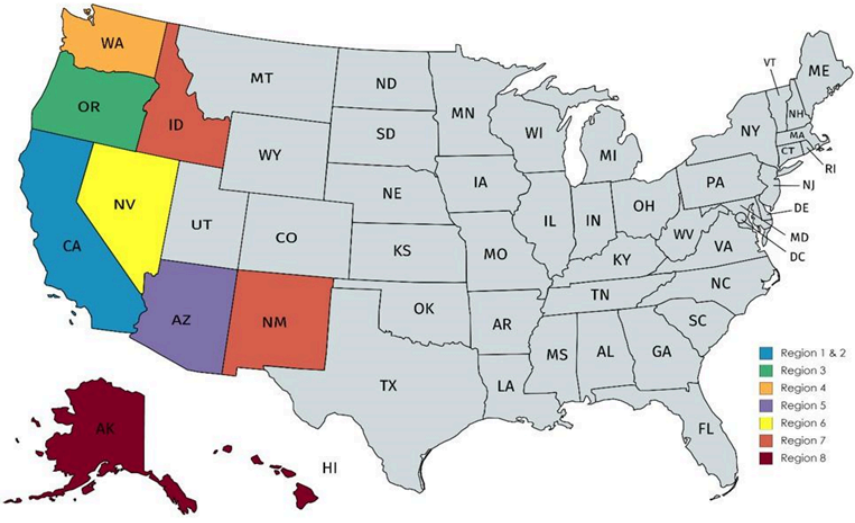 WA
MT
ND
MN
VT
ME
OR
ID
SD
WI
MI
NY
NH
MA
CT
RI
WY
NE
IA
PA
NJ
NV
UT
CO
IL
IN
OH
DE
CA
KS
MO
KY
WV
VA
MD
DC
AZ
NM
OK
AR
TN
NC
SC
TX
LA
MS
AL
GA
FL
AK
HI
Region 1 & 2
Region 3
Region 4
Region 5
Region 6
Region 7
Region 8